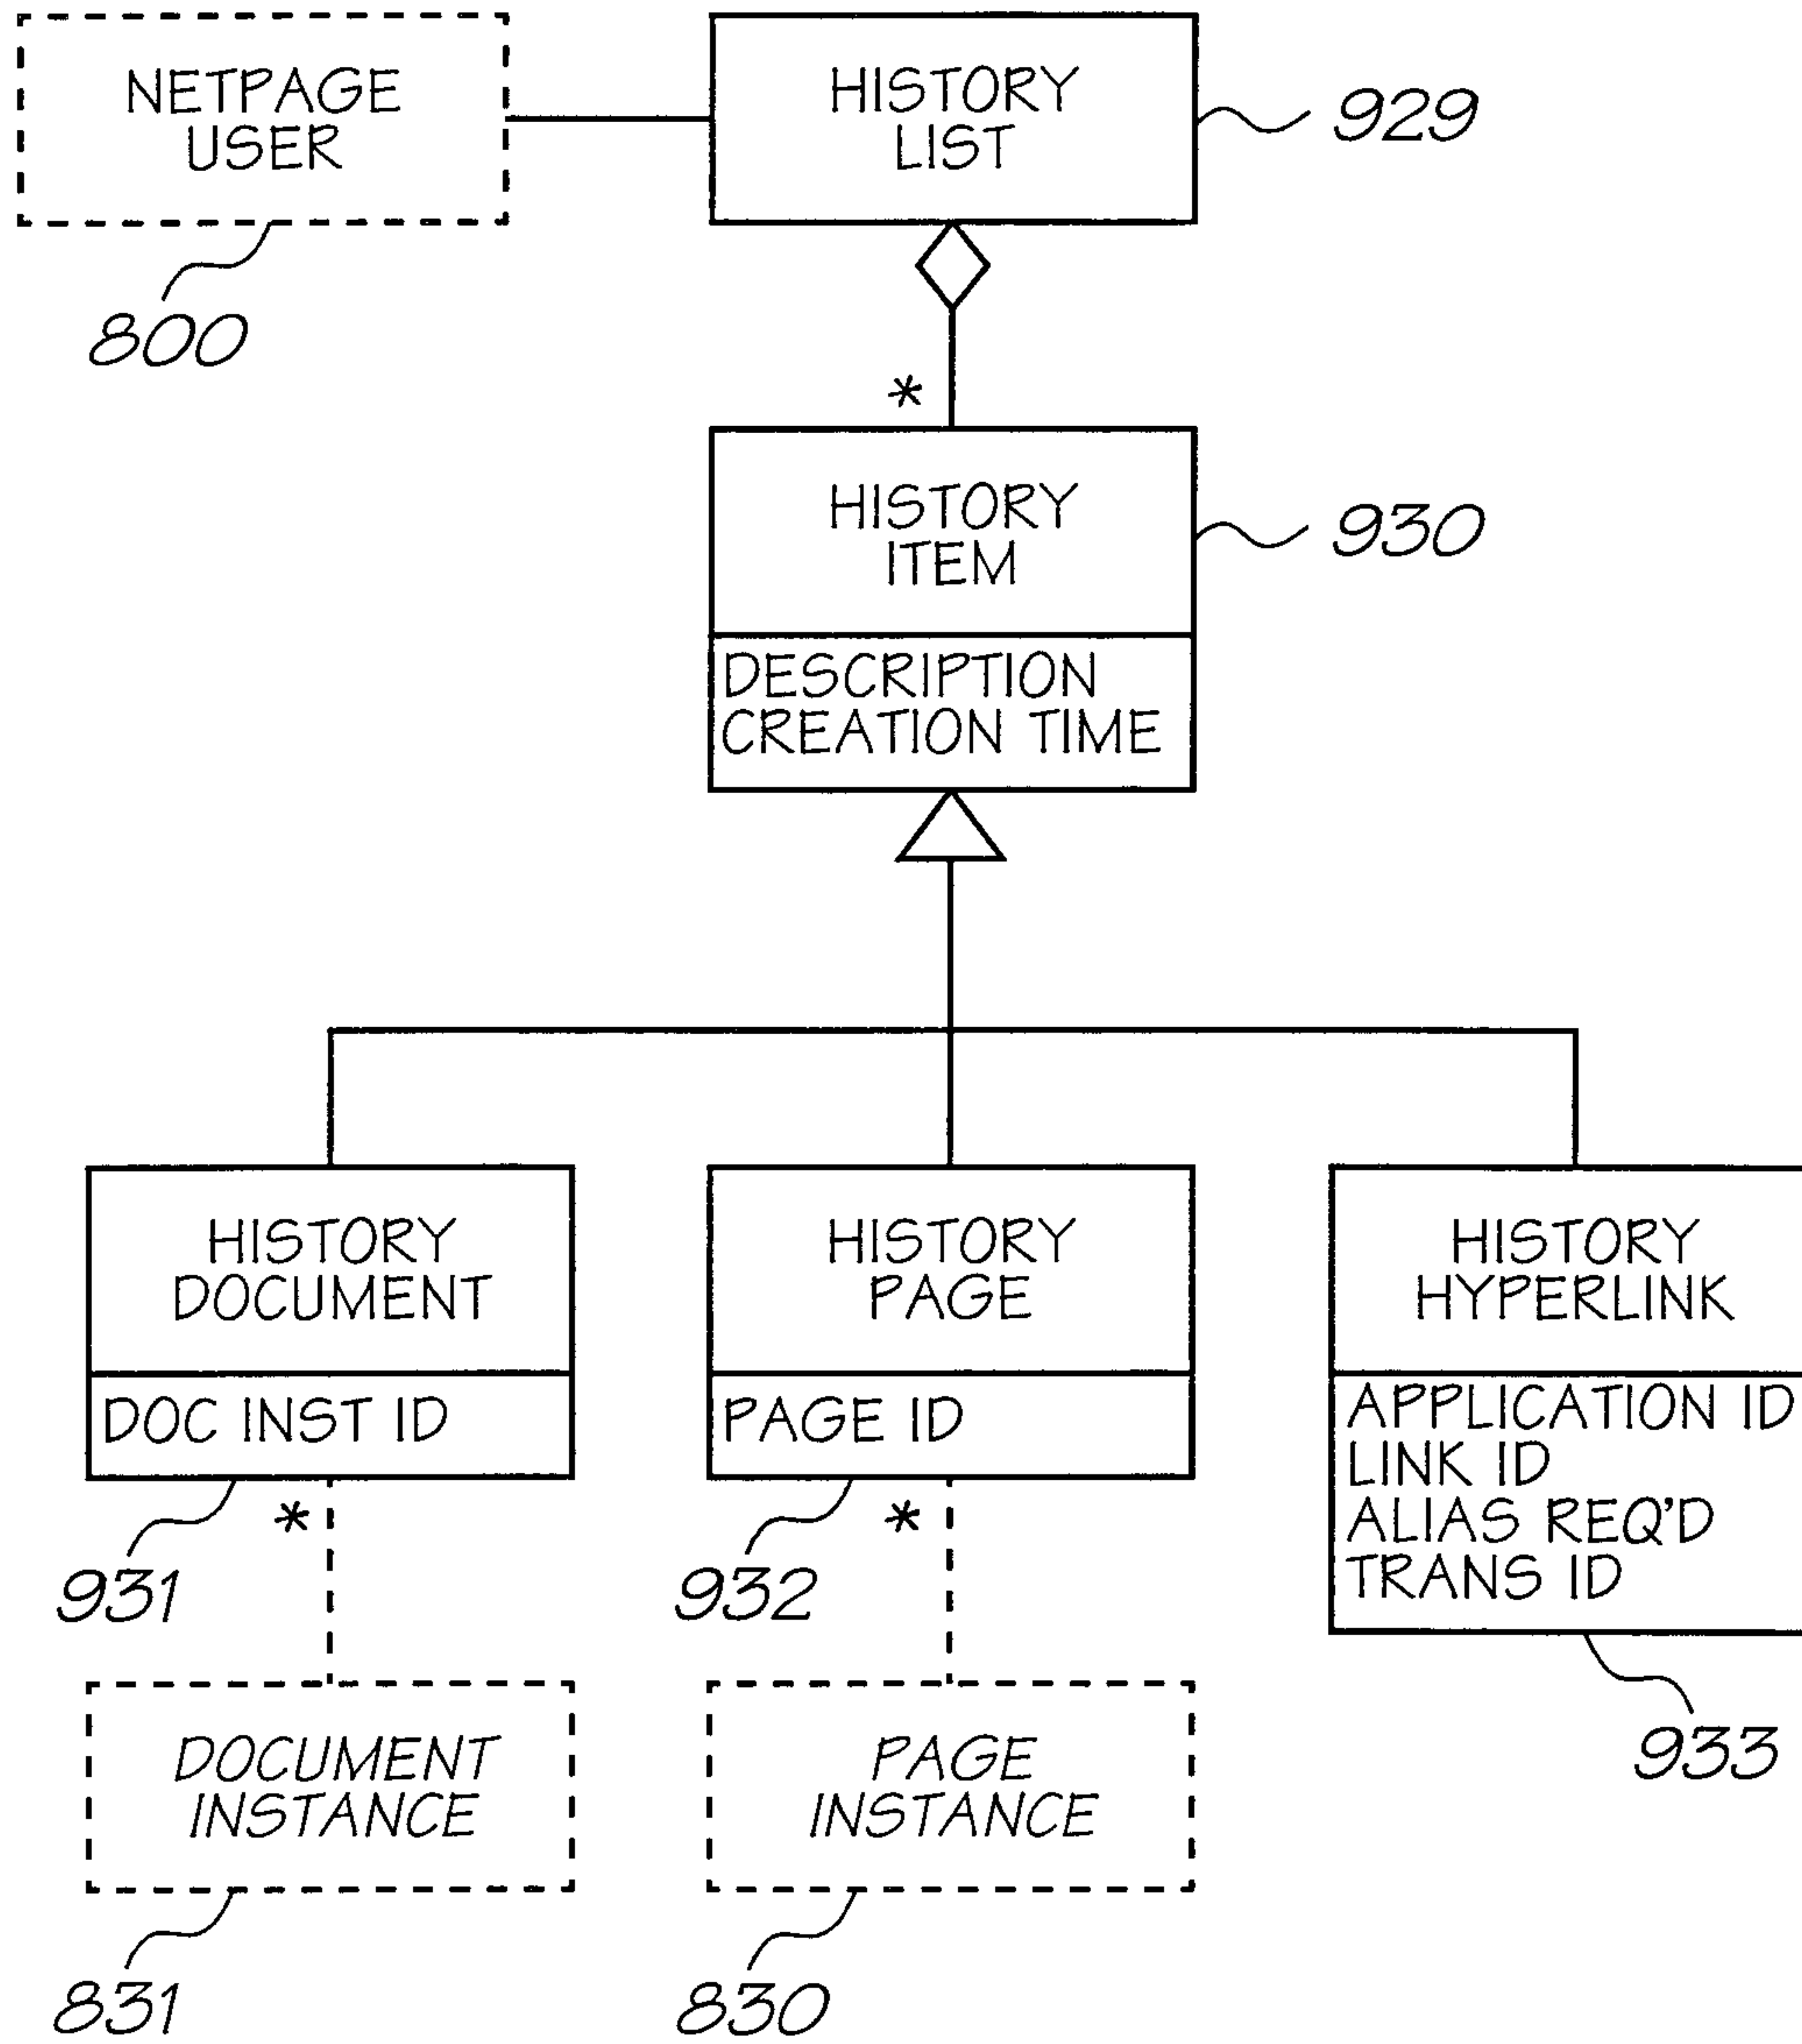 NETPAGE
USER
800
HISTORY
LIST
929
*
HISTORY
ITEM
930
DESCRIPTION
CREATION TIME
HISTORY
DOCUMENT
DOC INST ID
931
*
HISTORY
PAGE
PAGE ID
932
*
HISTORY
HYPERLINK
APPLICATION ID
LINK ID
ALIAS REQ'D
TRANS ID
933
DOCUMENT
INSTANCE
831
PAGE
INSTANCE
830